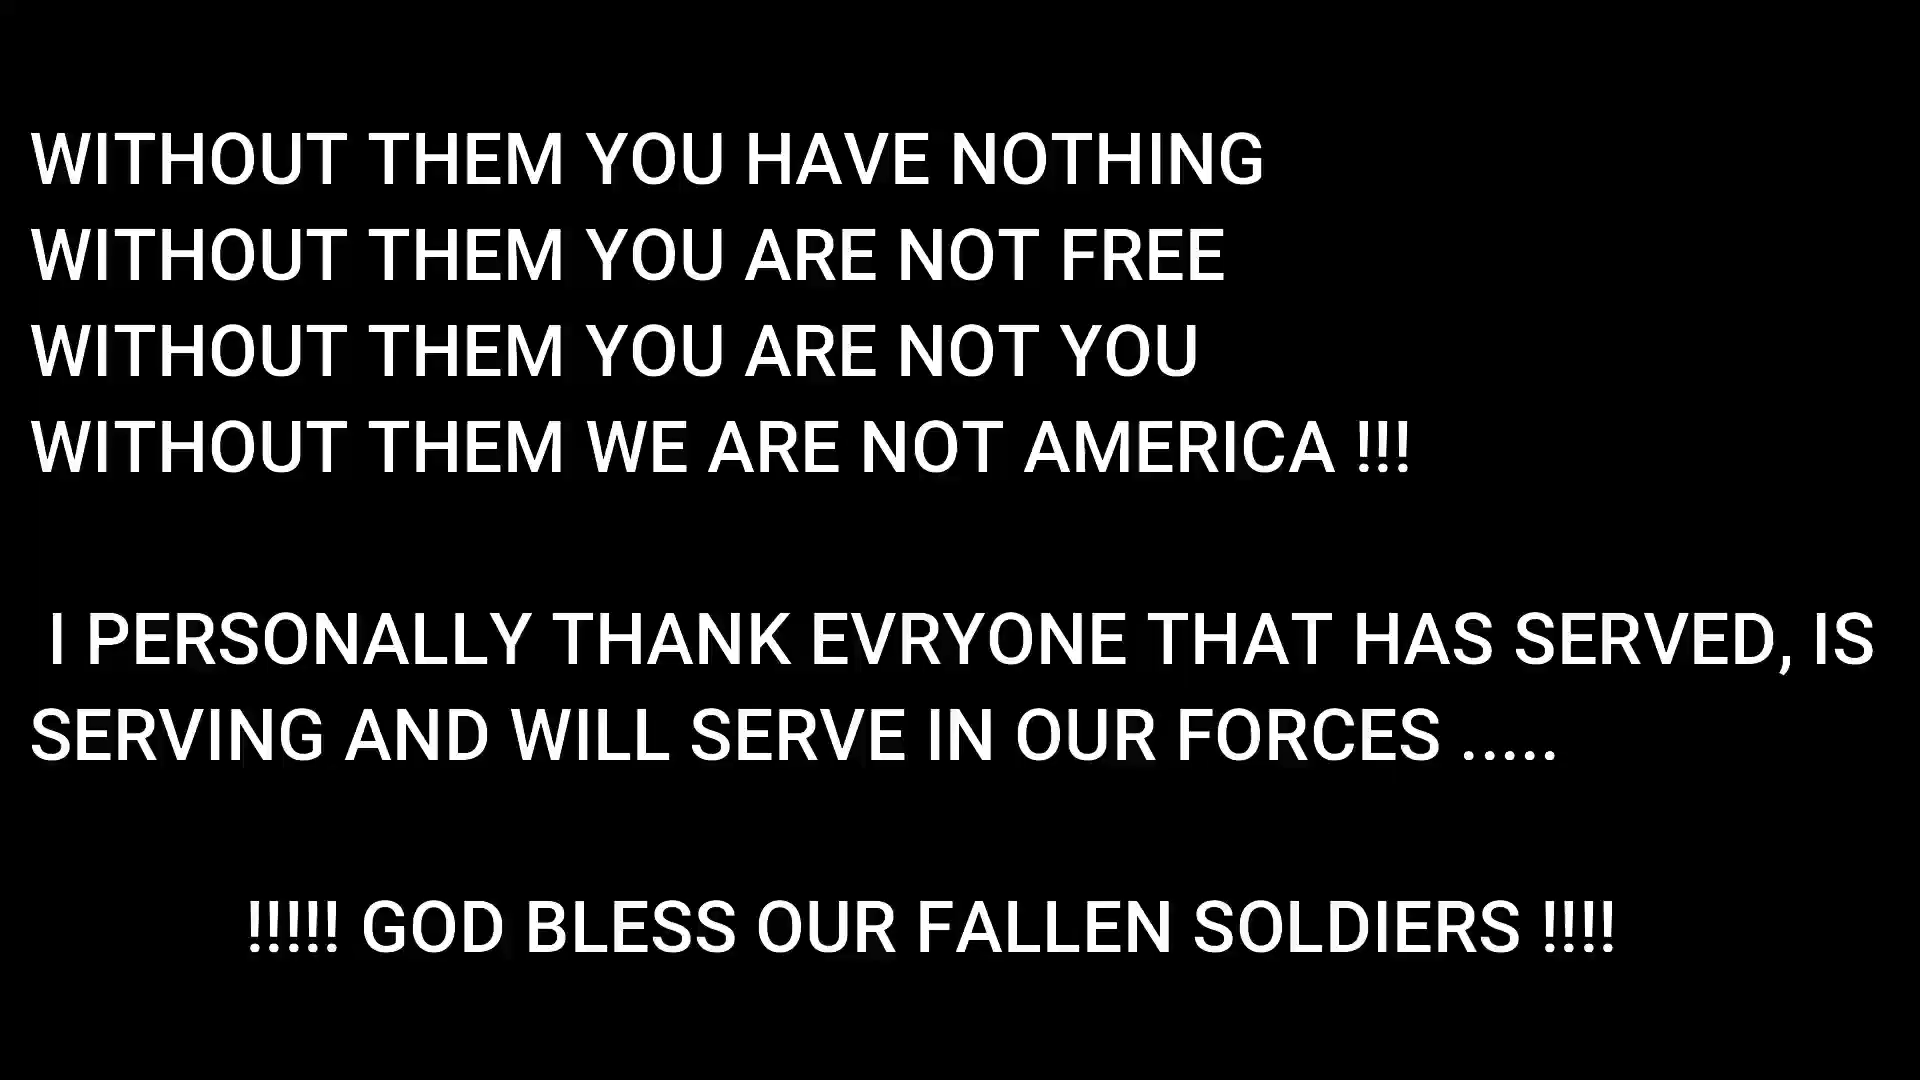 WITHOUT THEM YOU HAVE NOTHING
WITHOUT THEM YOU ARE NOT FREE
WITHOUT THEM YOU ARE NOT YOU
WITHOUT THEM WE ARE NOT AMERICA !!!
I PERSONALLY THANK EVRYONE THAT HAS SERVED, IS
SERVING AND WILL SERVE IN OUR FORCES .....
!!!!! GOD BLESS OUR FALLEN SOLDIERS !!!!